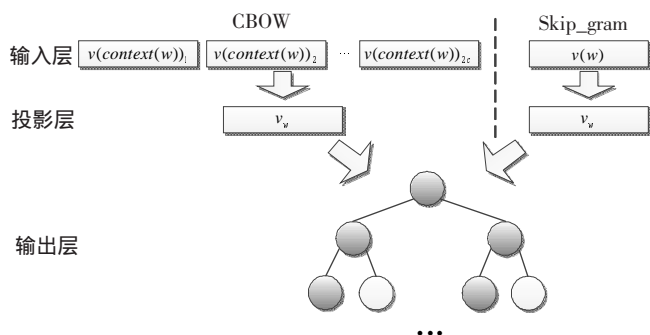 CBOW Skip_gram
输入层 v(context(w))₁ v(context(w))₂ ... v(context(w))₂c v(w)
投影层 vw vw
输出层
...